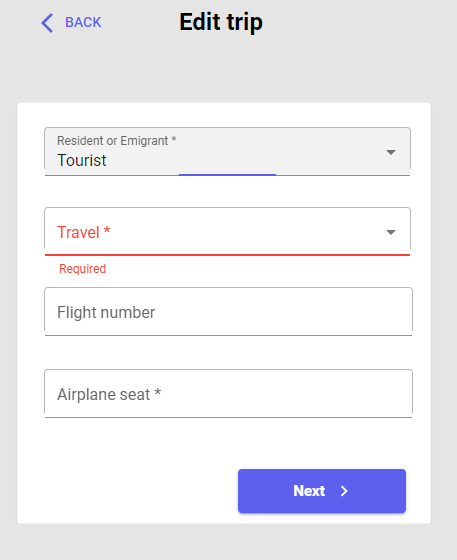 BACK
Edit trip
Resident or Emigrant *
Tourist
Travel *
Required
Flight number
Airplane seat *
Next